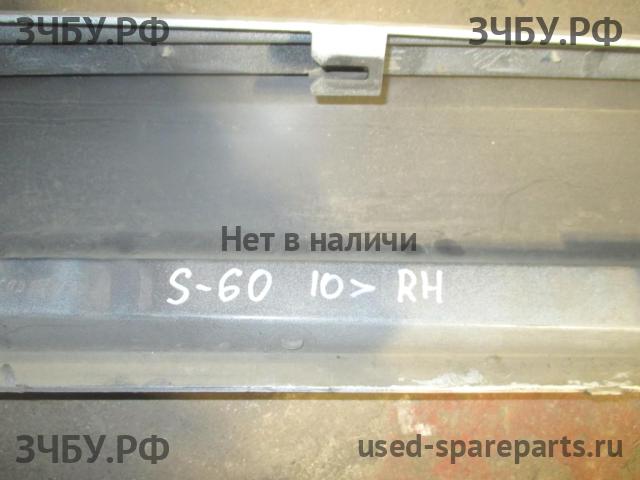 ЗЧБУ.РФ ЗЧБУ.РФ
Нет в наличи
S-60 10> RH
ЗЧБУ.РФ used-spareparts.ru